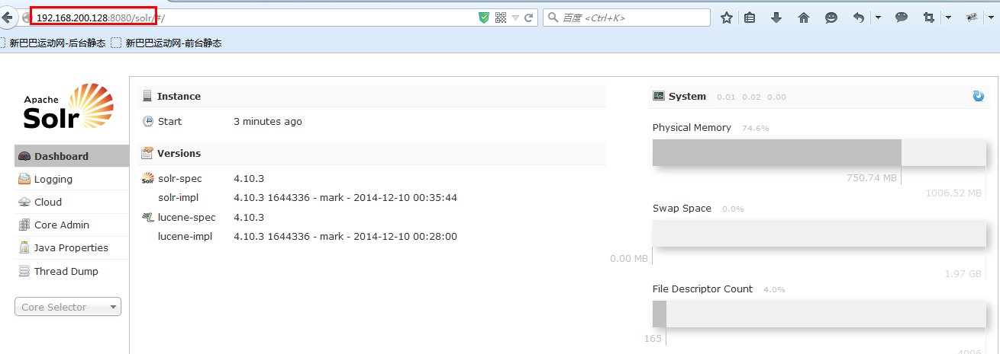 192.168.200.128:8080/solr/#/
百度 <Ctrl+K>
新巴巴运动网-后台静态 新巴巴运动网-前台静态
Apache
Solr
Dashboard
Logging
Cloud
Core Admin
Java Properties
Thread Dump
Core Selector
Instance
Start 3 minutes ago
Versions
Solr solr-spec 4.10.3
solr-impl 4.10.3 1644336 - mark - 2014-12-10 00:35:44
lucene-spec 4.10.3
lucene-impl 4.10.3 1644336 - mark - 2014-12-10 00:28:00
System 0.01 0.02 0.00
Physical Memory 74.6%
750.74 MB
1006.52 MB
Swap Space 0.0%
0.00 MB
1.97 GB
File Descriptor Count 4.0%
165
4096